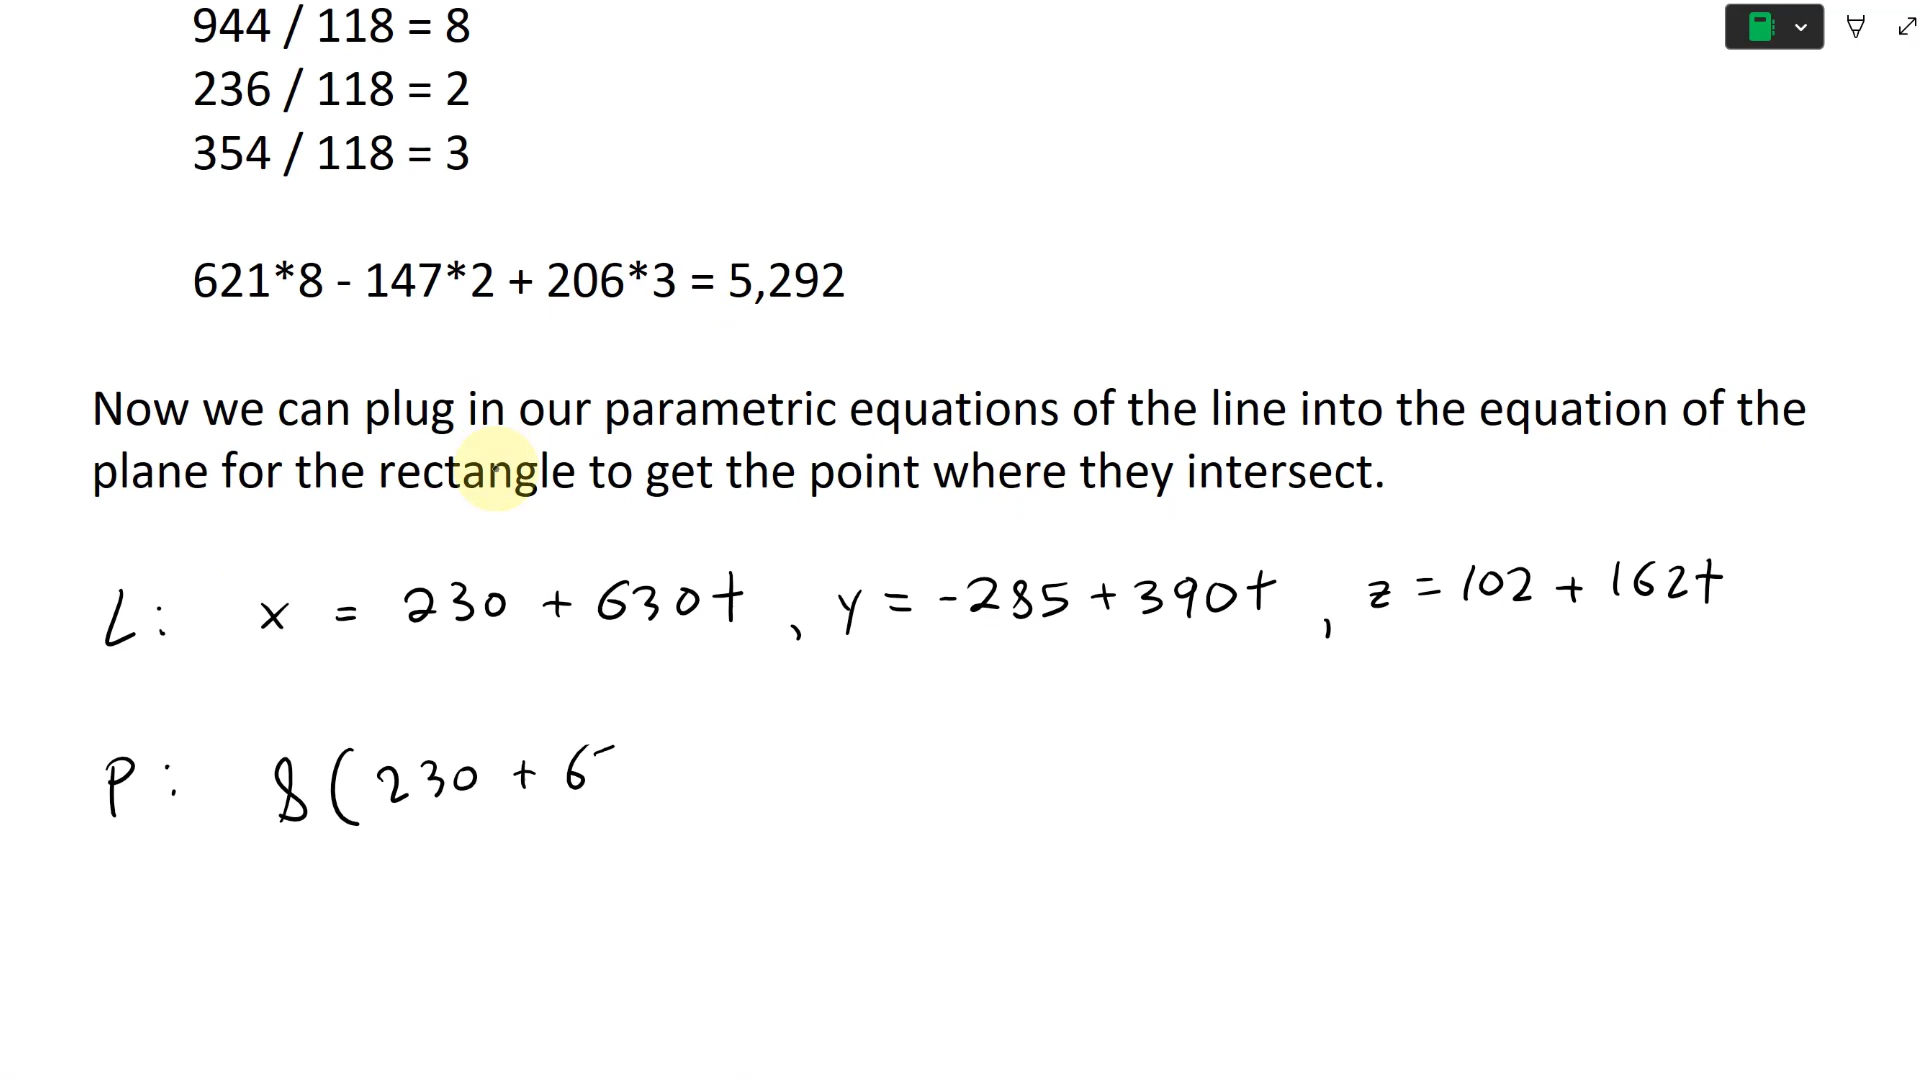 944 / 118 = 8
236 / 118 = 2
354 / 118 = 3
621*8 - 147*2 + 206*3 = 5,292
Now we can plug in our parametric equations of the line into the equation of the
plane for the rectangle to get the point where they intersect.
L: x = 230 + 630t , y = -285 + 390t , z = 102 + 162t
P: 8(230 + 6